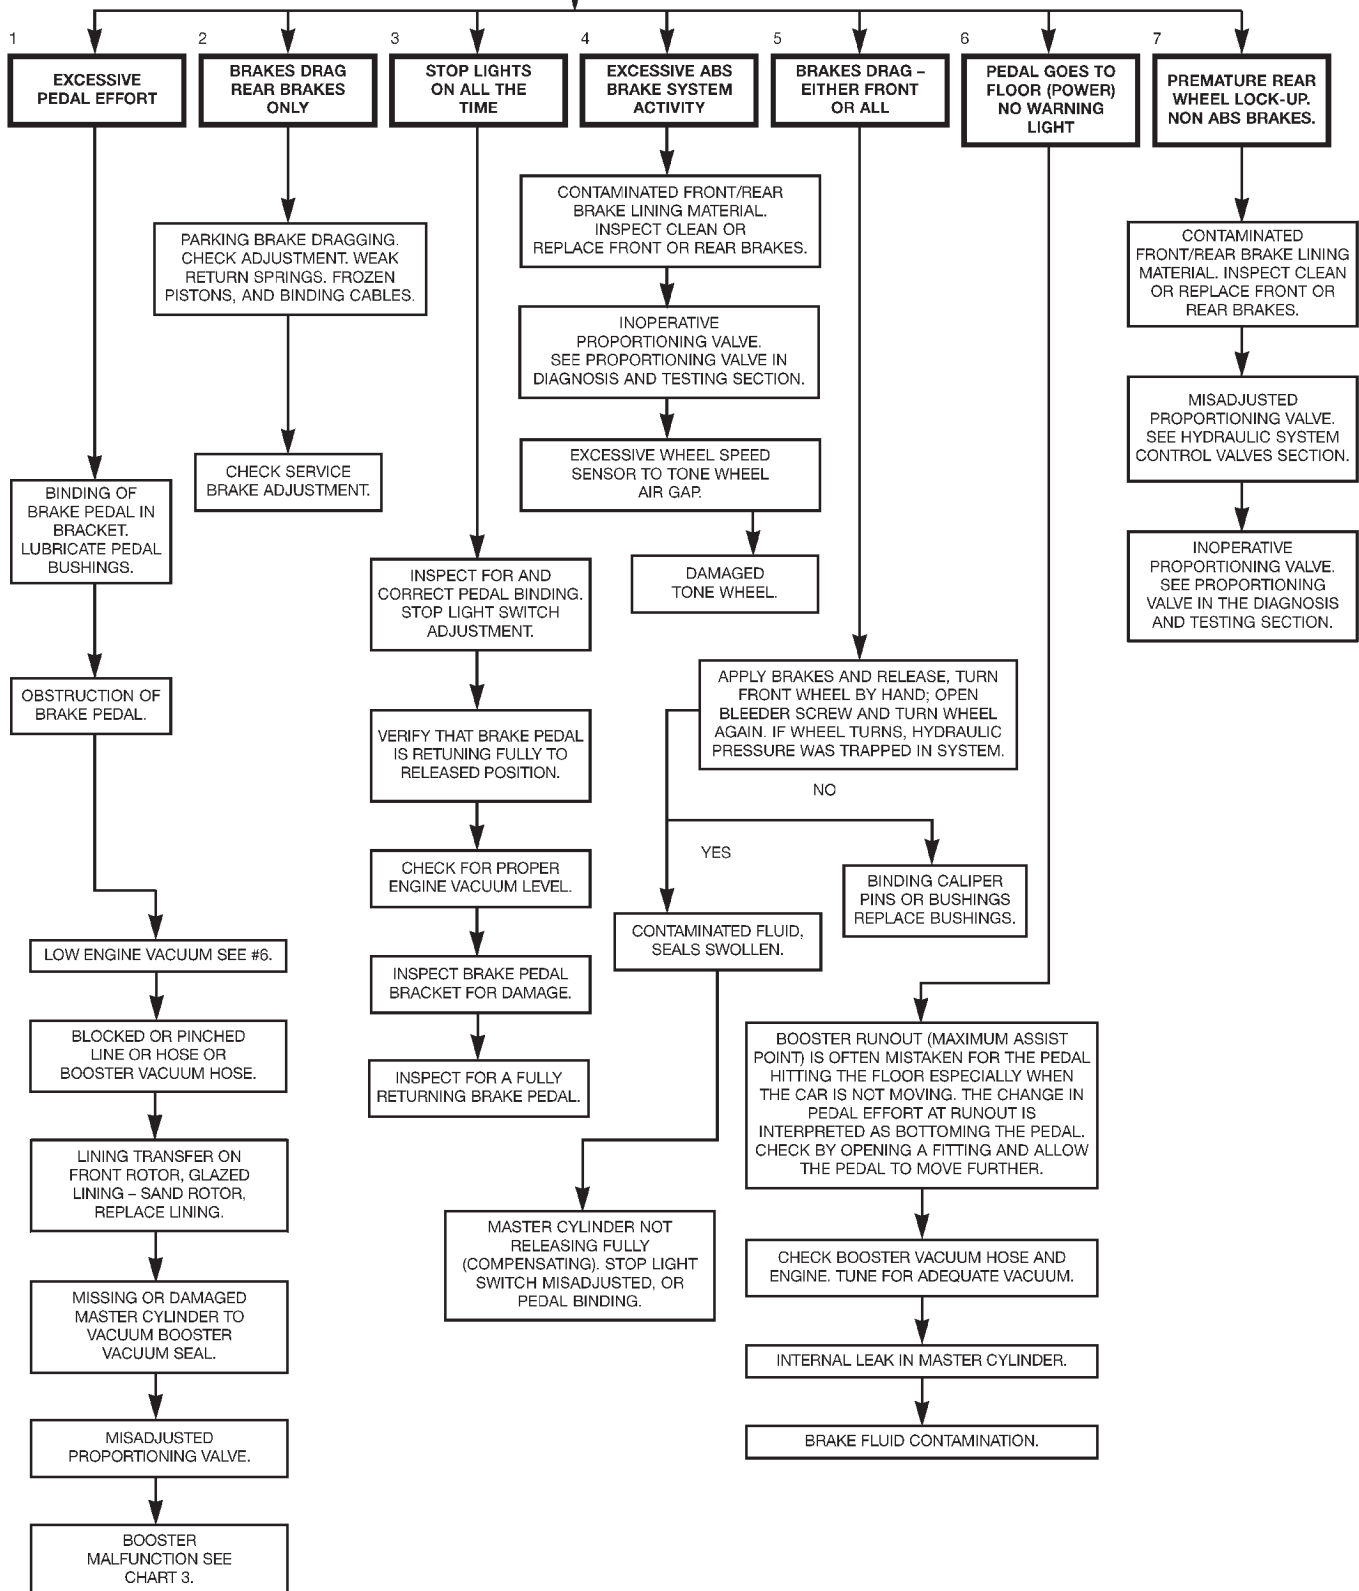 1
EXCESSIVE
PEDAL EFFORT
BINDING OF
BRAKE PEDAL IN
BRACKET.
LUBRICATE PEDAL
BUSHINGS.
OBSTRUCTION OF
BRAKE PEDAL.
LOW ENGINE VACUUM SEE #6.
BLOCKED OR PINCHED
LINE OR HOSE OR
BOOSTER VACUUM HOSE.
LINING TRANSFER ON
FRONT ROTOR, GLAZED
LINING – SAND ROTOR,
REPLACE LINING.
MISSING OR DAMAGED
MASTER CYLINDER TO
VACUUM BOOSTER
VACUUM SEAL.
MISADJUSTED
PROPORTIONING VALVE.
BOOSTER
MALFUNCTION SEE
CHART 3.
2
BRAKES DRAG
REAR BRAKES
ONLY
PARKING BRAKE DRAGGING.
CHECK ADJUSTMENT. WEAK
RETURN SPRINGS. FROZEN
PISTONS, AND BINDING CABLES.
CHECK SERVICE
BRAKE ADJUSTMENT.
3
STOP LIGHTS
ON ALL THE
TIME
INSPECT FOR AND
CORRECT PEDAL BINDING.
STOP LIGHT SWITCH
ADJUSTMENT.
VERIFY THAT BRAKE PEDAL
IS RETUNING FULLY TO
RELEASED POSITION.
CHECK FOR PROPER
ENGINE VACUUM LEVEL.
INSPECT BRAKE PEDAL
BRACKET FOR DAMAGE.
INSPECT FOR A FULLY
RETURNING BRAKE PEDAL.
4
EXCESSIVE ABS
BRAKE SYSTEM
ACTIVITY
CONTAMINATED FRONT/REAR
BRAKE LINING MATERIAL.
INSPECT CLEAN OR
REPLACE FRONT OR REAR BRAKES.
INOPERATIVE
PROPORTIONING VALVE.
SEE PROPORTIONING VALVE IN
DIAGNOSIS AND TESTING SECTION.
EXCESSIVE WHEEL SPEED
SENSOR TO TONE WHEEL
AIR GAP.
DAMAGED
TONE WHEEL.
5
BRAKES DRAG –
EITHER FRONT
OR ALL
APPLY BRAKES AND RELEASE, TURN
FRONT WHEEL BY HAND; OPEN
BLEEDER SCREW AND TURN WHEEL
AGAIN. IF WHEEL TURNS, HYDRAULIC
PRESSURE WAS TRAPPED IN SYSTEM.
NO
YES
BINDING CALIPER
PINS OR BUSHINGS
REPLACE BUSHINGS.
CONTAMINATED FLUID,
SEALS SWOLLEN.
MASTER CYLINDER NOT
RELEASING FULLY
(COMPENSATING). STOP LIGHT
SWITCH MISADJUSTED, OR
PEDAL BINDING.
6
PEDAL GOES TO
FLOOR (POWER)
NO WARNING
LIGHT
BOOSTER RUNOUT (MAXIMUM ASSIST
POINT) IS OFTEN MISTAKEN FOR THE PEDAL
HITTING THE FLOOR ESPECIALLY WHEN
THE CAR IS NOT MOVING. THE CHANGE IN
PEDAL EFFORT AT RUNOUT IS
INTERPRETED AS BOTTOMING THE PEDAL.
CHECK BY OPENING A FITTING AND ALLOW
THE PEDAL TO MOVE FURTHER.
CHECK BOOSTER VACUUM HOSE AND
ENGINE. TUNE FOR ADEQUATE VACUUM.
INTERNAL LEAK IN MASTER CYLINDER.
BRAKE FLUID CONTAMINATION.
7
PREMATURE REAR
WHEEL LOCK-UP.
NON ABS BRAKES.
CONTAMINATED
FRONT/REAR BRAKE LINING
MATERIAL. INSPECT CLEAN
OR REPLACE FRONT OR
REAR BRAKES.
MISADJUSTED
PROPORTIONING VALVE.
SEE HYDRAULIC SYSTEM
CONTROL VALVES SECTION.
INOPERATIVE
PROPORTIONING VALVE.
SEE PROPORTIONING
VALVE IN THE DIAGNOSIS
AND TESTING SECTION.